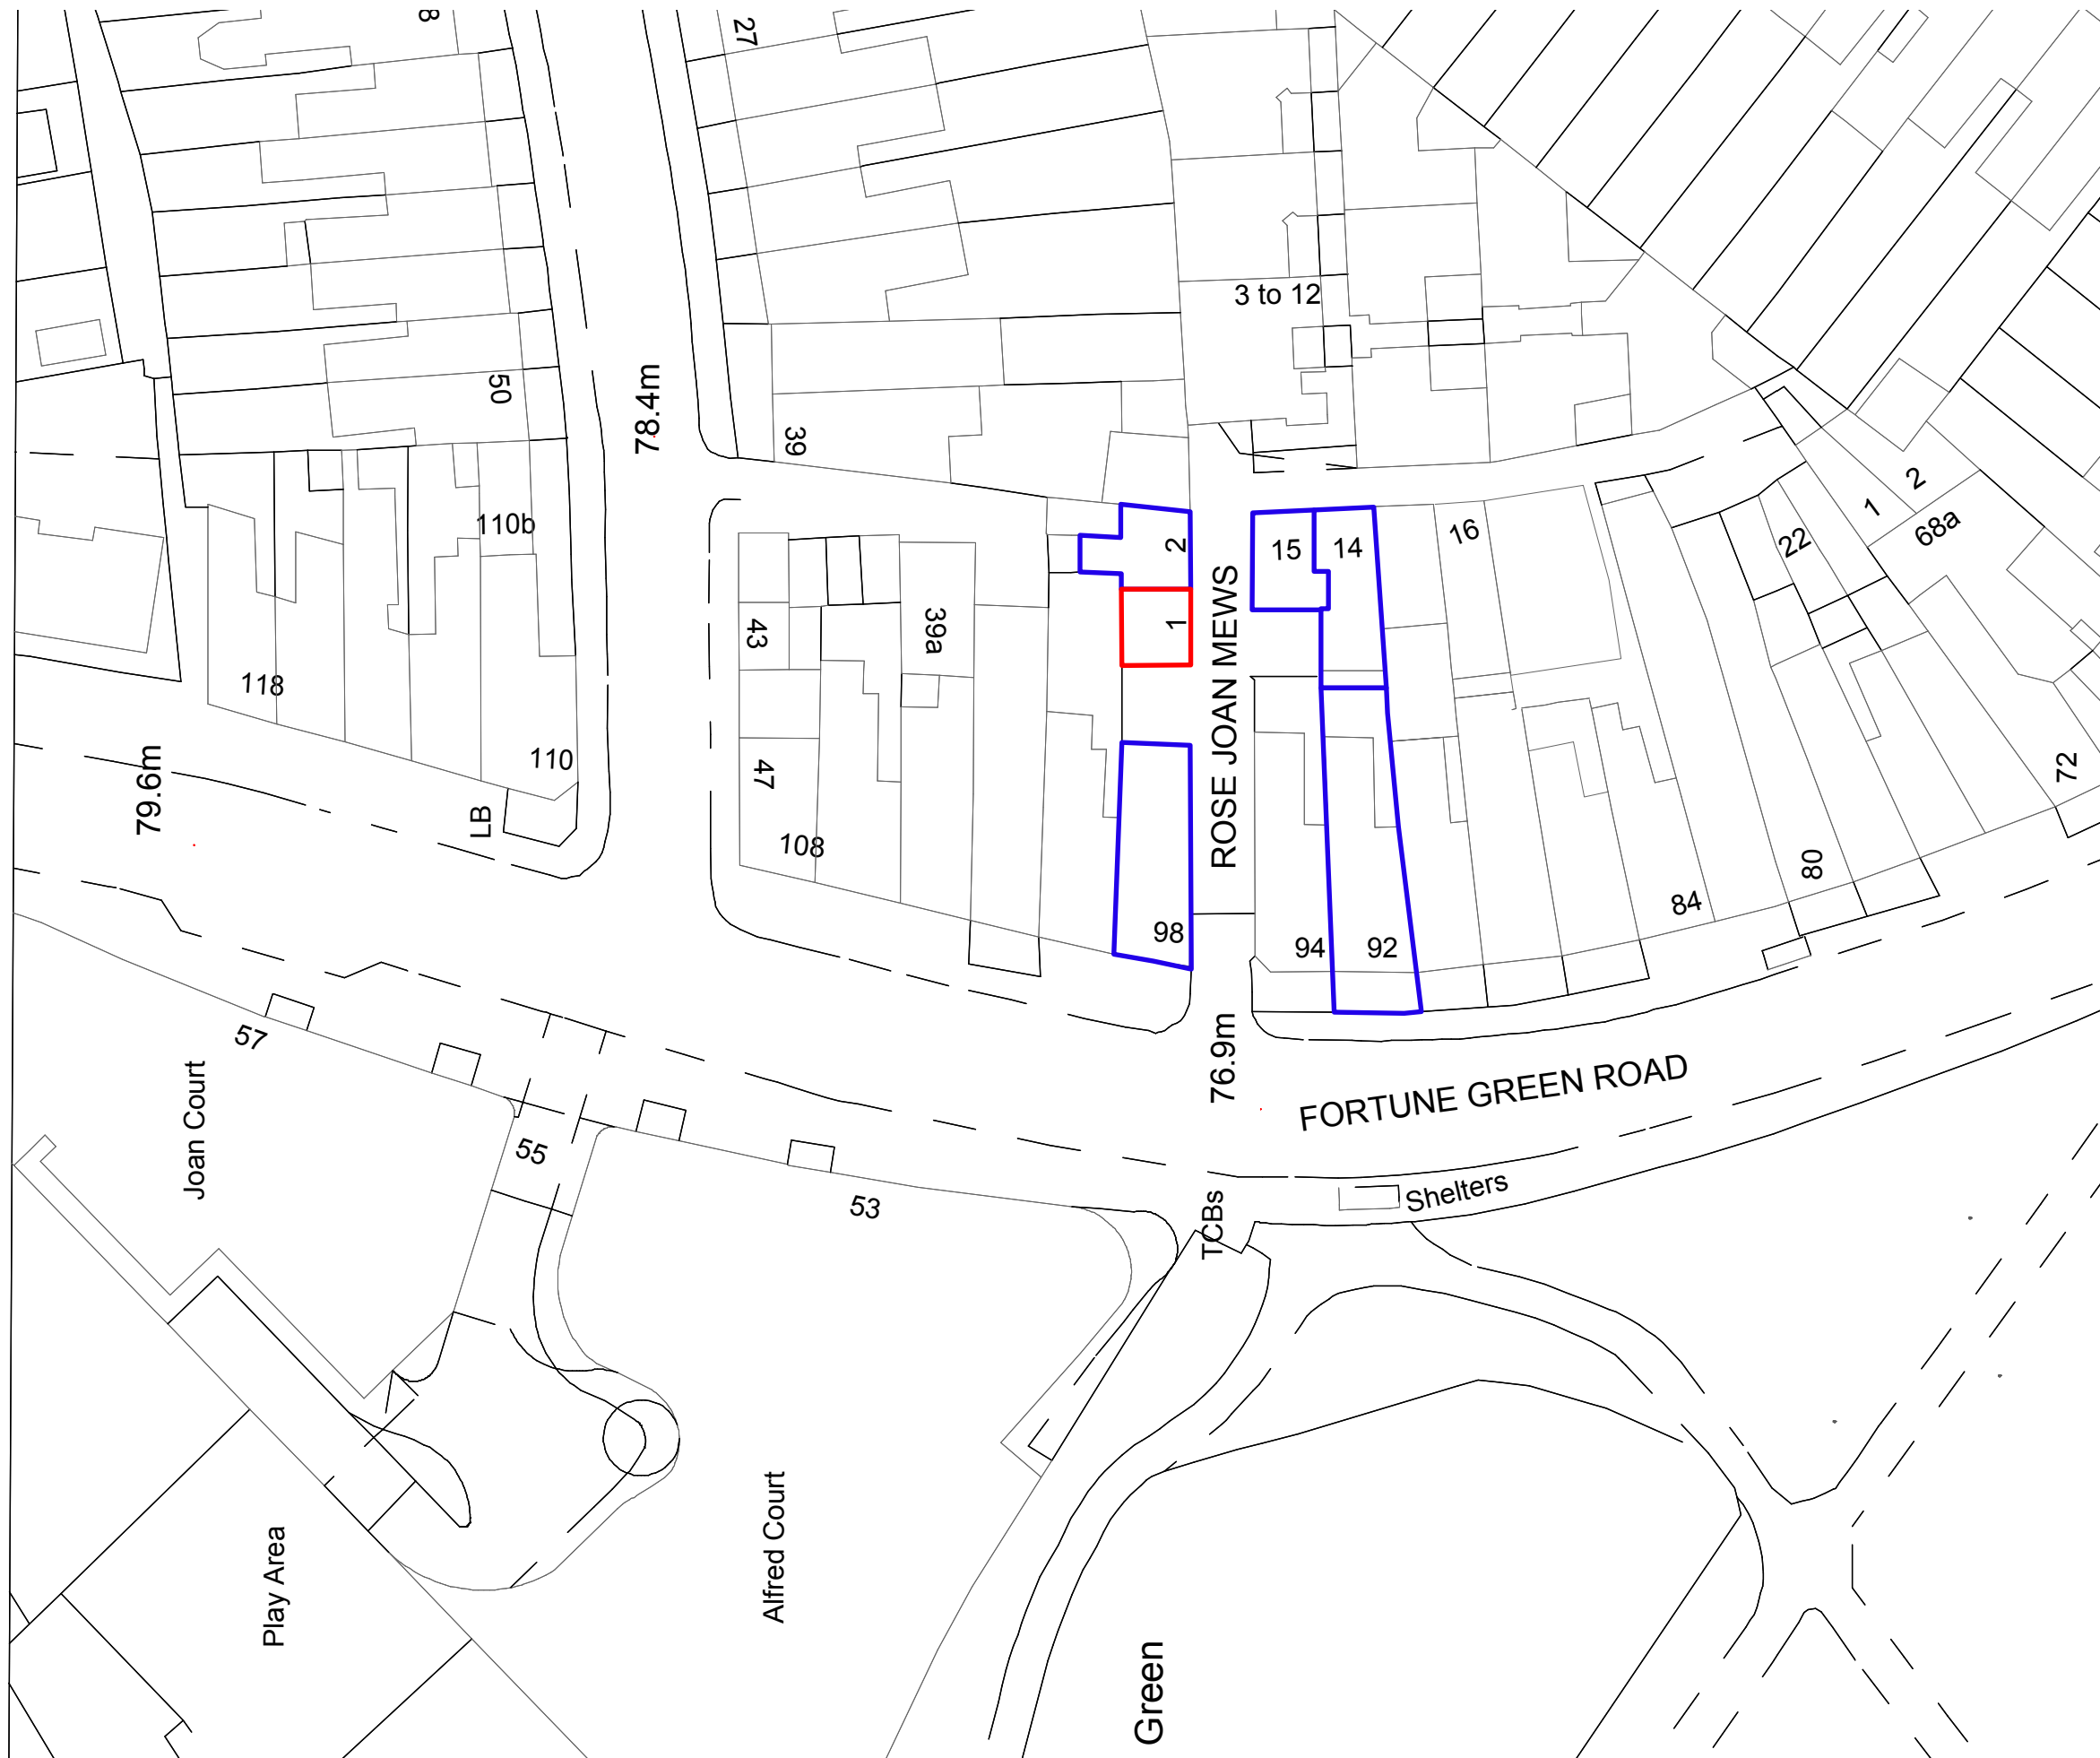 8
27
3 to 12
50
78.4m
39
110b
2
15
14
16
22
1
2
68a
43
39a
1
ROSE JOAN MEWS
118
110
79.6m
LB
47
108
72
80
84
98
94
92
57
76.9m
FORTUNE GREEN ROAD
Joan Court
55
53
Shelters
TCBs
Play Area
Alfred Court
Green